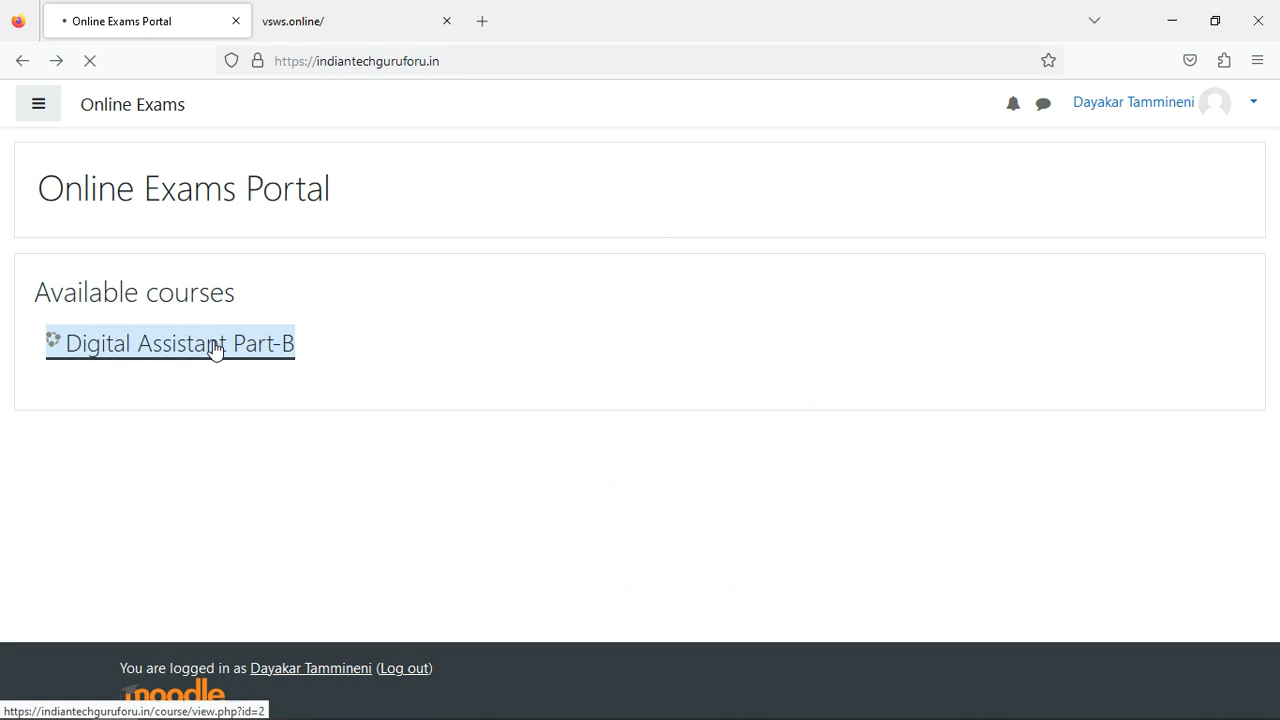 Online Exams Portal
vsws.online/
https://indiantechguruforu.in
Online Exams
Dayakar Tammineni
Online Exams Portal
Available courses
Digital Assistant Part-B
You are logged in as Dayakar Tammineni (Log out)
moodle
https://indiantechguruforu.in/course/view.php?id=2